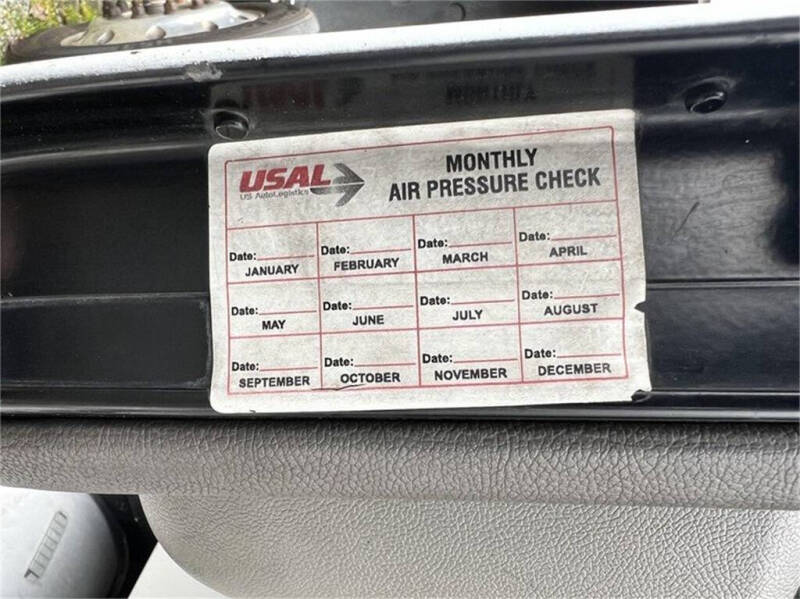 USAL
US AutoLogistics
MONTHLY
AIR PRESSURE CHECK
Date:
JANUARY
Date:
FEBRUARY
Date:
MARCH
Date:
APRIL
Date:
MAY
Date:
JUNE
Date:
JULY
Date:
AUGUST
Date:
SEPTEMBER
Date:
OCTOBER
Date:
NOVEMBER
Date:
DECEMBER